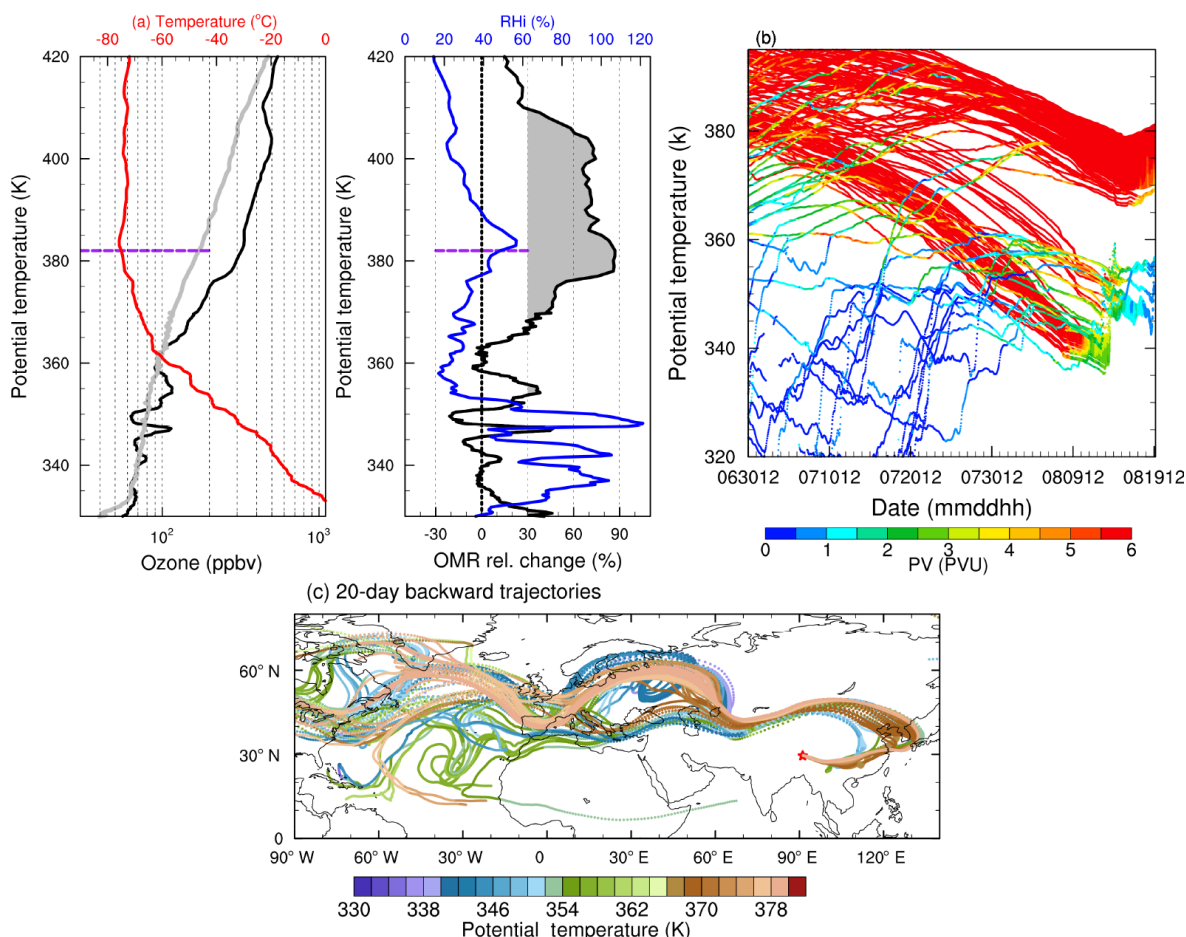 (a) Temperature (°C)
-80 -60 -40 -20 0
RHi (%)
0 20 40 60 80 100 120
(b)
420
400
380
360
340
Potential temperature (K)
10² 10³
Ozone (ppbv)
420
400
380
360
340
Potential temperature (K)
-30 0 30 60 90
OMR rel. change (%)
380
360
340
320
Potential temperature (K)
063012 071012 072012 073012 080912 081912
Date (mmddhh)
0 1 2 3 4 5 6
PV (PVU)
(c) 20-day backward trajectories
60° N
30° N
0
90° W 60° W 30° W 0 30° E 60° E 90° E 120° E
330 338 346 354 362 370 378
Potential temperature (K)